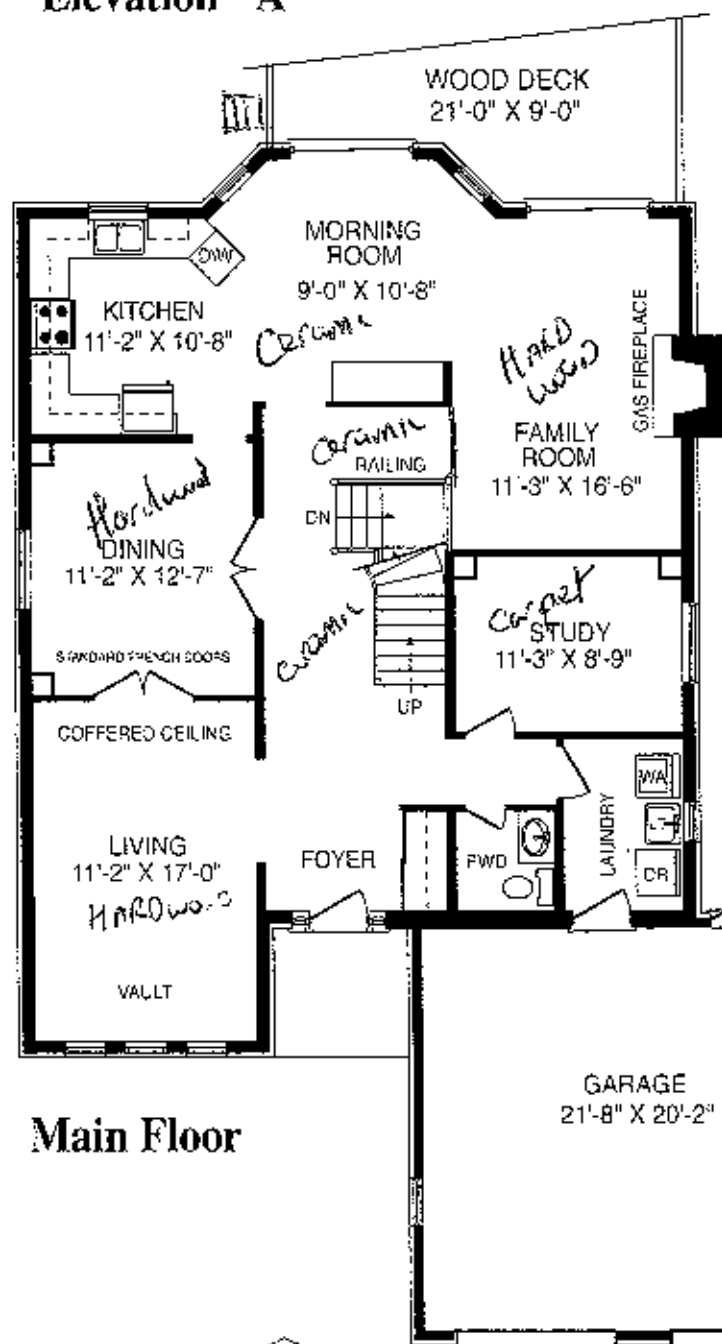 Elevation "A"
WOOD DECK
21'-0" X 9'-0"
MORNING
ROOM
9'-0" X 10'-8"
DW
KITCHEN
11'-2" X 10'-8"
Ceramic
HARD
WOOD
GAS FIREPLACE
FAMILY
ROOM
11'-3" X 16'-6"
Ceramic
RAILING
DN
Hardwood
DINING
11'-2" X 12'-7"
STANDARD FRENCH DOORS
Ceramic
UP
Carpet
STUDY
11'-3" X 8'-9"
COFFERED CEILING
LIVING
11'-2" X 17'-0"
HARDwood
VAULT
FOYER
PWD
LAUNDRY
WA
DR
GARAGE
21'-8" X 20'-2"
Main Floor